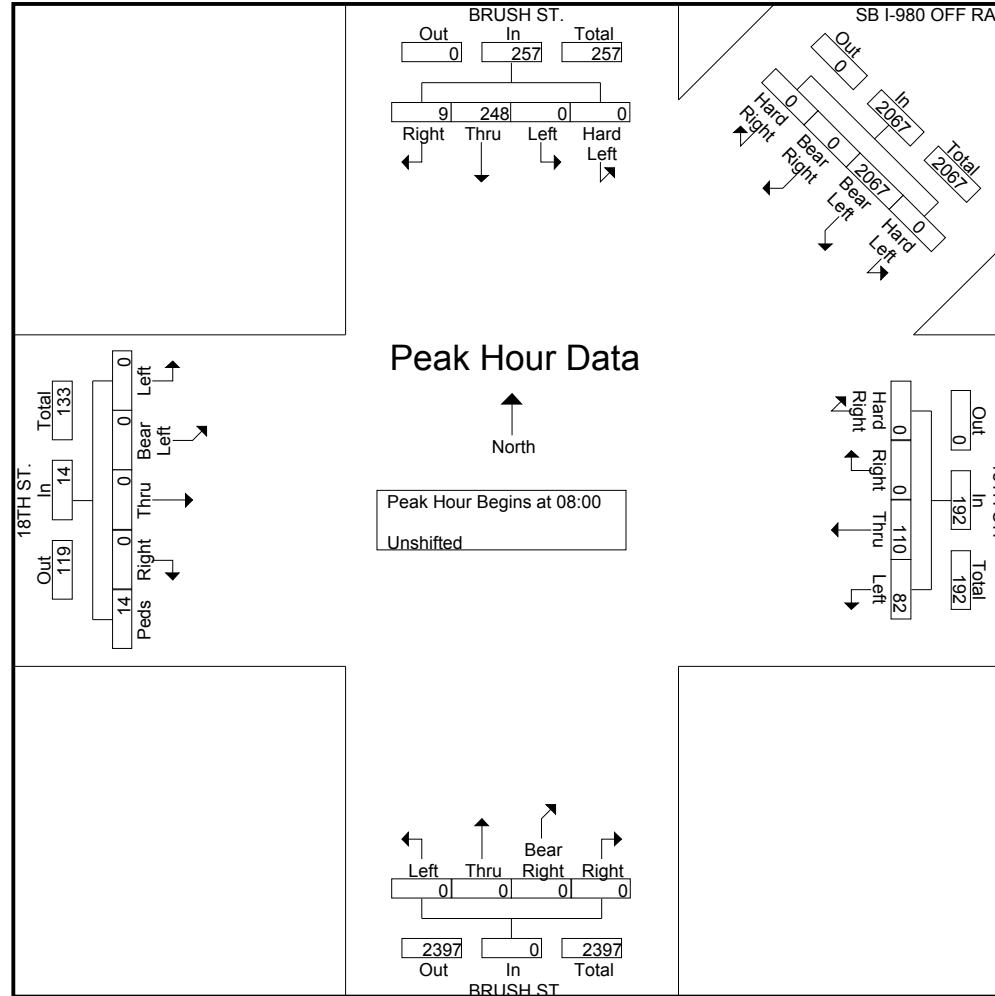 BRUSH ST.
Out In Total
0 257 257
9 248 0 0
Right Thru Left Hard
Left
SB I-980 OFF RA
Out
0
In
2067
Total
2067
0 0 2067 0
Hard
Right
Bear
Right
Bear
Left
Hard
Left
Peak Hour Data
North
Peak Hour Begins at 08:00
Unshifted
18TH ST.
Out In Total
119 14 133
0 0 0 0 14
Left
Bear
Left
Thru
Right
Peds
Out In Total
0 192 192
0 0 110 82
Hard
Right
Right
Thru
Left
Left Thru Bear
Right Right
0 0 0 0
2397 0 2397
Out In Total
BRUSH ST.